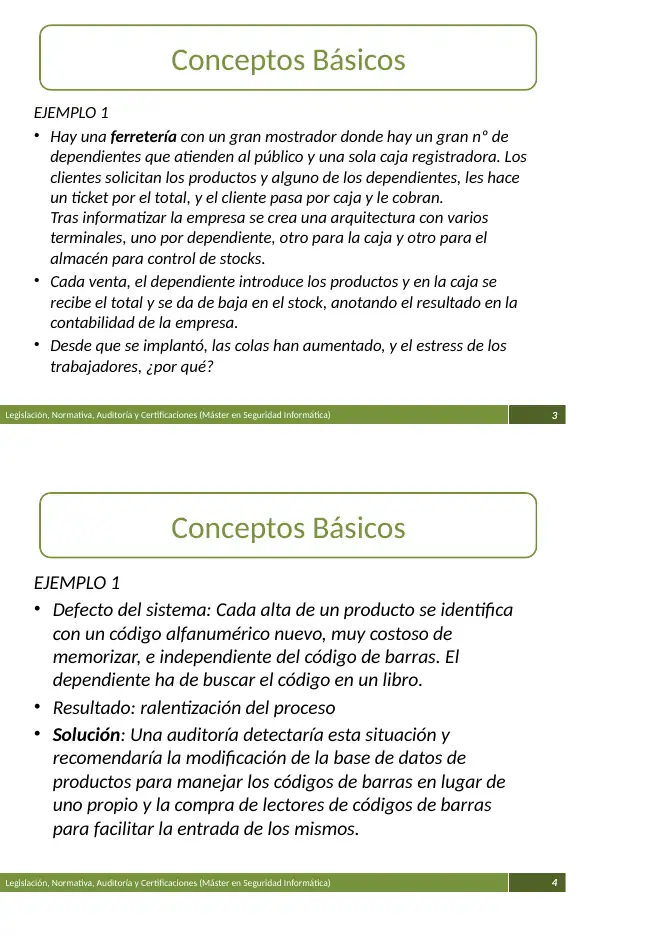 Conceptos Básicos
EJEMPLO 1
• Hay una ferretería con un gran mostrador donde hay un gran nº de
dependientes que atienden al público y una sola caja registradora. Los
clientes solicitan los productos y alguno de los dependientes, les hace
un ticket por el total, y el cliente pasa por caja y le cobran.
Tras informatizar la empresa se crea una arquitectura con varios
terminales, uno por dependiente, otro para la caja y otro para el
almacén para control de stocks.
• Cada venta, el dependiente introduce los productos y en la caja se
recibe el total y se da de baja en el stock, anotando el resultado en la
contabilidad de la empresa.
• Desde que se implantó, las colas han aumentado, y el estress de los
trabajadores, ¿por qué?
Legislación, Normativa, Auditoría y Certificaciones (Máster en Seguridad Informática) 3
Conceptos Básicos
EJEMPLO 1
• Defecto del sistema: Cada alta de un producto se identifica
con un código alfanumérico nuevo, muy costoso de
memorizar, e independiente del código de barras. El
dependiente ha de buscar el código en un libro.
• Resultado: ralentización del proceso
• Solución: Una auditoría detectaría esta situación y
recomendaría la modificación de la base de datos de
productos para manejar los códigos de barras en lugar de
uno propio y la compra de lectores de códigos de barras
para facilitar la entrada de los mismos.
Legislación, Normativa, Auditoría y Certificaciones (Máster en Seguridad Informática) 4